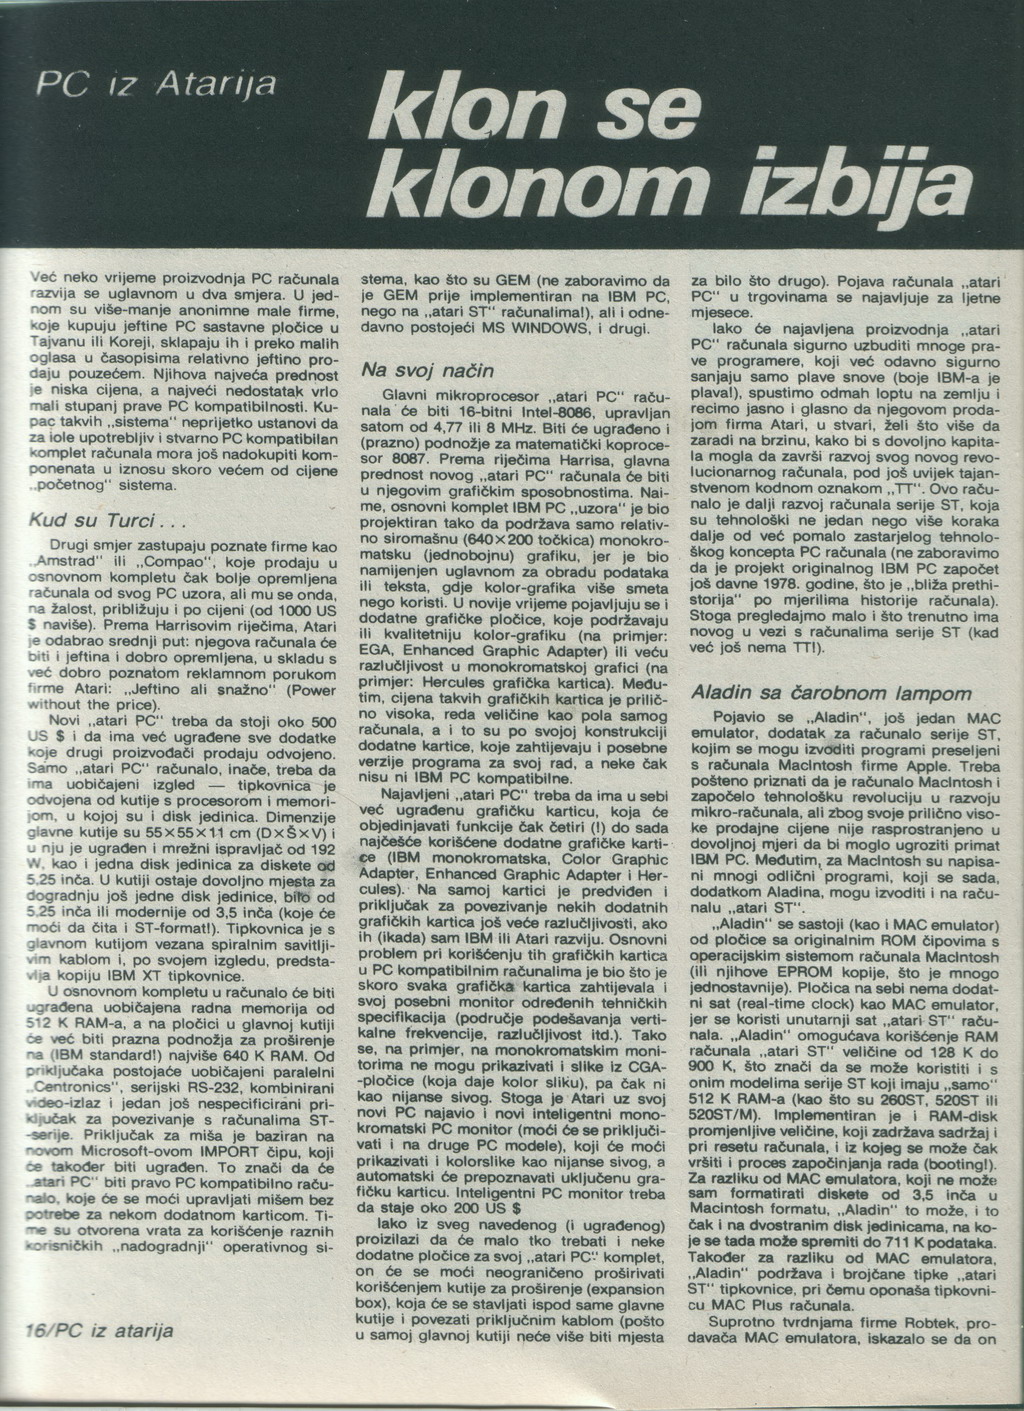 PC iz Atarija
klon se
klonom izbija
Već neko vrijeme proizvodnja PC računala
razvija se uglavnom u dva smjera. U jed-
nom su više-manje anonimne male firme,
koje kupuju jeftine PC sastavne pločice u
Tajvanu ili Koreji, sklapaju ih i preko malih
oglasa u časopisima relativno jeftino pro-
daju pouzećem. Njihova najveća prednost
je niska cijena, a najveći nedostatak vrlo
mali stupanj prave PC kompatibilnosti. Ku-
pac takvih „sistema" neprijetko ustanovi da
za iole upotrebljiv i stvarno PC kompatibilan
komplet računala mora još nadokupiti kom-
ponenata u iznosu skoro većem od cijene
„početnog" sistema.
Kud su Turci...
Drugi smjer zastupaju poznate firme kao
„Amstrad" ili „Compao", koje prodaju u
osnovnom kompletu čak bolje opremljena
računala od svog PC uzora, ali mu se onda,
na žalost, približuju i po cijeni (od 1000 US
$ naviše). Prema Harrisovim riječima, Atari
je odabrao srednji put: njegova računala će
biti i jeftina i dobro opremljena, u skladu s
već dobro poznatom reklamnom porukom
firme Atari: „Jeftino ali snažno" (Power
without the price).
Novi „atari PC" treba da stoji oko 500
US $ i da ima već ugrađene sve dodatke
koje drugi proizvođači prodaju odvojeno.
Samo „atari PC" računalo, inače, treba da
ima uobičajeni izgled — tipkovnica je
odvojena od kutije s procesorom i memori-
jom, u kojoj su i disk jedinica. Dimenzije
glavne kutije su 55x55x11 cm (DxŠxV) i
u nju je ugrađen i mrežni ispravljač od 192
W, kao i jedna disk jedinica za diskete od
5,25 inča. U kutiji ostaje dovoljno mjesta za
dogradnju još jedne disk jedinice, bilo od
5,25 inča ili modernije od 3,5 inča (koje će
moći da čita i ST-format!). Tipkovnica je s
glavnom kutijom vezana spiralnim savitlji-
vim kablom i, po svojem izgledu, predsta-
vlja kopiju IBM XT tipkovnice.
U osnovnom kompletu u računalo će biti
ugrađena uobičajena radna memorija od
512 K RAM-a, a na pločici u glavnoj kutiji
će već biti prazna podnožja za proširenje
na (IBM standard!) najviše 640 K RAM. Od
priključaka postojaće uobičajeni paralelni
„Centronics", serijski RS-232, kombinirani
video-izlaz i jedan još nespecificirani pri-
ključak za povezivanje s računalima ST-
-serije. Priključak za miša je baziran na
novom Microsoft-ovom IMPORT čipu, koji
će također biti ugrađen. To znači da će
„atari PC" biti pravo PC kompatibilno raču-
nalo, koje će se moći upravljati mišem bez
potrebe za nekom dodatnom karticom. Ti-
me su otvorena vrata za korišćenje raznih
korisničkih „nadogradnji" operativnog si-
stema, kao što su GEM (ne zaboravimo da
je GEM prije implementiran na IBM PC,
nego na „atari ST" računalima!), ali i odne-
davno postojeći MS WINDOWS, i drugi.
Na svoj način
Glavni mikroprocesor „atari PC" raču-
nala će biti 16-bitni Intel-8086, upravljan
satom od 4,77 ili 8 MHz. Biti će ugrađeno i
(prazno) podnožje za matematički koproce-
sor 8087. Prema riječima Harrisa, glavna
prednost novog „atari PC" računala će biti
u njegovim grafičkim sposobnostima. Nai-
me, osnovni komplet IBM PC „uzora" je bio
projektiran tako da podržava samo relativ-
no siromašnu (640x200 točkica) monokro-
matsku (jednobojnu) grafiku, jer je bio
namijenjen uglavnom za obradu podataka
ili teksta, gdje kolor-grafika više smeta
nego koristi. U novije vrijeme pojavljuju se i
dodatne grafičke pločice, koje podržavaju
ili kvalitetniju kolor-grafiku (na primjer:
EGA, Enhanced Graphic Adapter) ili veću
razlučljivost u monokromatskoj grafici (na
primjer: Hercules grafička kartica). Među-
tim, cijena takvih grafičkih kartica je prilič-
no visoka, reda veličine kao pola samog
računala, a i to su po svojoj konstrukciji
dodatne kartice, koje zahtijevaju i posebne
verzije programa za svoj rad, a neke čak
nisu ni IBM PC kompatibilne.
Najavljeni „atari PC" treba da ima u sebi
već ugrađenu grafičku karticu, koja će
objedinjavati funkcije čak četiri (!) do sada
najčešće korišćene dodatne grafičke karti-
ce (IBM monokromatska, Color Graphic
Adapter, Enhanced Graphic Adapter i Her-
cules). Na samoj kartici je predviđen i
priključak za povezivanje nekih dodatnih
grafičkih kartica još veće razlučljivosti, ako
ih (ikada) sam IBM ili Atari razviju. Osnovni
problem pri korišćenju tih grafičkih kartica
u PC kompatibilnim računalima je bio što je
skoro svaka grafička kartica zahtijevala i
svoj posebni monitor određenih tehničkih
specifikacija (područje podešavanja verti-
kalne frekvencije, razlučljivost itd.). Tako
se, na primjer, na monokromatskim moni-
torima ne mogu prikazivati i slike iz CGA-
-pločice (koja daje kolor sliku), pa čak ni
kao nijanse sivog. Stoga je Atari uz svoj
novi PC najavio i novi inteligentni mono-
kromatski PC monitor (moći će se priključi-
vati i na druge PC modele), koji će moći
prikazivati i kolorslike kao nijanse sivog, a
automatski će prepoznavati uključenu gra-
fičku karticu. Inteligentni PC monitor treba
da staje oko 200 US $
Iako iz sveg navedenog (i ugrađenog)
proizilazi da će malo tko trebati i neke
dodatne pločice za svoj „atari PC" komplet,
on će se moći neograničeno proširivati
korišćenjem kutije za proširenje (expansion
box), koja će se stavljati ispod same glavne
kutije i povezati priključnim kablom (pošto
u samoj glavnoj kutiji neće više biti mjesta
za bilo što drugo). Pojava računala „atari
PC" u trgovinama se najavljuje za ljetne
mjesece.
Iako će najavljena proizvodnja „atari
PC" računala sigurno uzbuditi mnoge pra-
ve programere, koji već odavno sigurno
sanjaju samo plave snove (boje IBM-a je
plava!), spustimo odmah loptu na zemlju i
recimo jasno i glasno da njegovom proda-
jom firma Atari, u stvari, želi što više da
zaradi na brzinu, kako bi s dovoljno kapita-
la mogla da završi razvoj svog novog revo-
lucionarnog računala, pod još uvijek tajan-
stvenom kodnom oznakom „TT". Ovo raču-
nalo je dalji razvoj računala serije ST, koja
su tehnološki ne jedan nego više koraka
dalje od već pomalo zastarjelog tehnolo-
škog koncepta PC računala (ne zaboravimo
da je projekt originalnog IBM PC započet
još davne 1978. godine, što je „bliža prethi-
storija" po mjerilima historije računala).
Stoga pregledajmo malo i što trenutno ima
novog u vezi s računalima serije ST (kad
već još nema TT!).
Aladin sa čarobnom lampom
Pojavio se „Aladin", još jedan MAC
emulator, dodatak za računalo serije ST,
kojim se mogu izvoditi programi preseljeni
s računala MacIntosh firme Apple. Treba
pošteno priznati da je računalo MacIntosh i
započelo tehnološku revoluciju u razvoju
mikro-računala, ali zbog svoje prilično viso-
ke prodajne cijene nije rasprostranjeno u
dovoljnoj mjeri da bi moglo ugroziti primat
IBM PC. Međutim, za MacIntosh su napisa-
ni mnogi odlični programi, koji se sada,
dodatkom Aladina, mogu izvoditi i na raču-
nalu „atari ST".
„Aladin" se sastoji (kao i MAC emulator)
od pločice sa originalnim ROM čipovima s
operacijskim sistemom računala MacIntosh
(ili njihove EPROM kopije, što je mnogo
jednostavnije). Pločica na sebi nema dodat-
ni sat (real-time clock) kao MAC emulator,
jer se koristi unutarnji sat „atari ST" raču-
nala. „Aladin" omogućava korišćenje RAM
računala „atari ST" veličine od 128 K do
900 K, što znači da se može koristiti i s
onim modelima serije ST koji imaju „samo"
512 K RAM-a (kao što su 260ST, 520ST ili
520ST/M). Implementiran je i RAM-disk
promjenljive veličine, koji zadržava sadržaj i
pri resetu računala, i iz kojeg se može čak
vršiti i proces započinjanja rada (booting!).
Za razliku od MAC emulatora, koji ne može
sam formatirati diskete od 3,5 inča u
Macintosh formatu, „Aladin" to može, i to
čak i na dvostranim disk jedinicama, na ko-
je se tada može spremiti do 711 K podataka.
Također za razliku od MAC emulatora,
„Aladin" podržava i brojčane tipke „atari
ST" tipkovnice, pri čemu oponaša tipkovni-
cu MAC Plus računala.
Suprotno tvrdnjama firme Robtek, pro-
davača MAC emulatora, iskazalo se da on
16/PC iz atarija